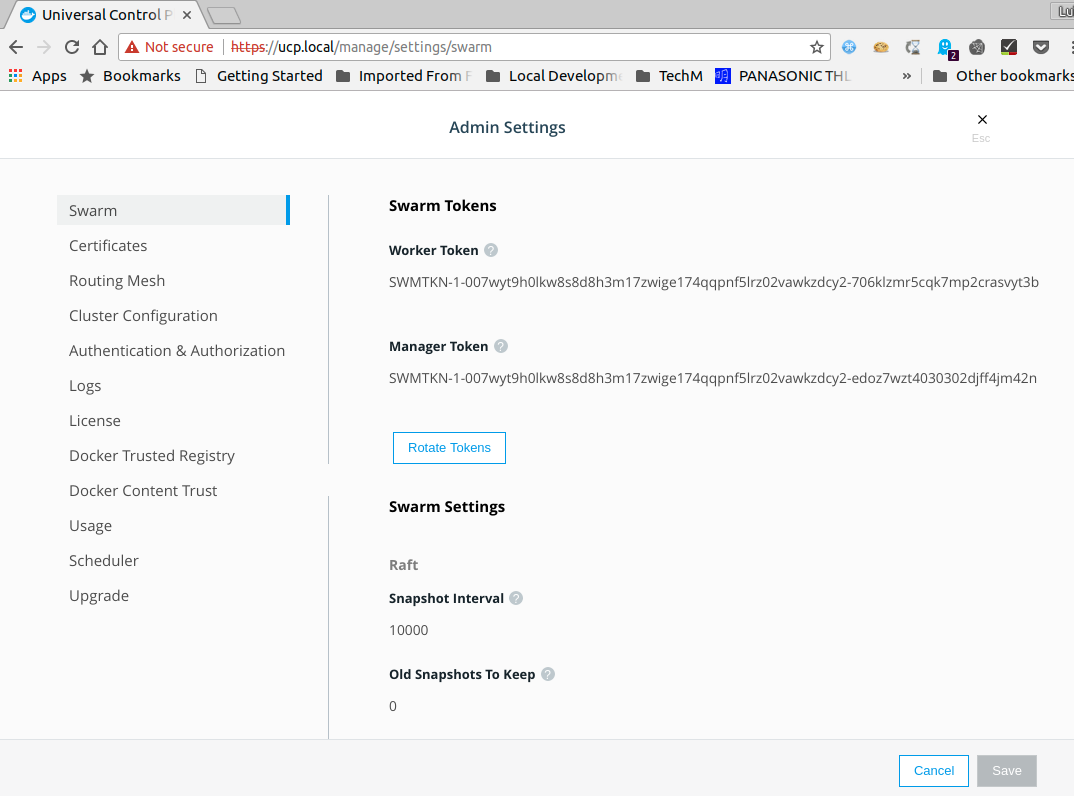 Universal Control P
Lu
Not secure https://ucp.local/manage/settings/swarm
2
Apps Bookmarks Getting Started Imported From F Local Developme TechM PANASONIC THL » Other bookmarks
Admin Settings
Esc
Swarm
Certificates
Routing Mesh
Cluster Configuration
Authentication & Authorization
Logs
License
Docker Trusted Registry
Docker Content Trust
Usage
Scheduler
Upgrade
Swarm Tokens
Worker Token ?
SWMTKN-1-007wyt9h0lkw8s8d8h3m17zwige174qqpnf5lrz02vawkzdcy2-706klzmr5cqk7mp2crasvyt3b
Manager Token ?
SWMTKN-1-007wyt9h0lkw8s8d8h3m17zwige174qqpnf5lrz02vawkzdcy2-edoz7wzt4030302djff4jm42n
Rotate Tokens
Swarm Settings
Raft
Snapshot Interval ?
10000
Old Snapshots To Keep ?
0
Cancel
Save